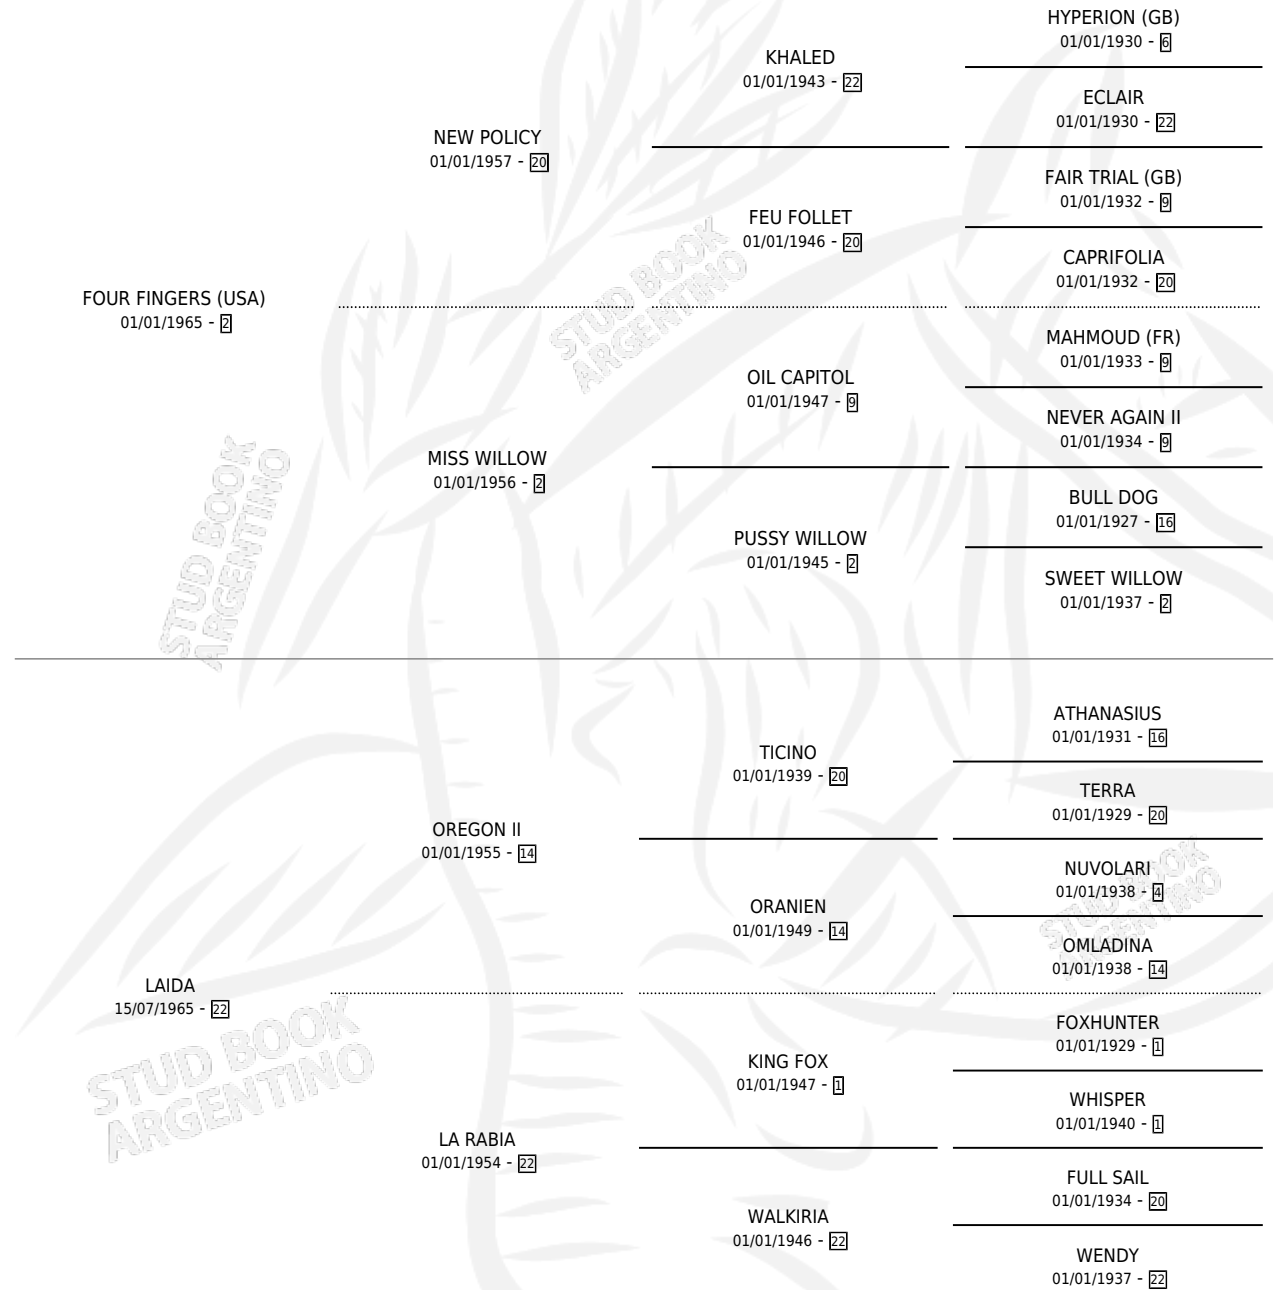 HYPERION (GB)
01/01/1930 - 6
KHALED
01/01/1943 - 22
ECLAIR
01/01/1930 - 22
NEW POLICY
01/01/1957 - 20
FAIR TRIAL (GB)
01/01/1932 - 9
FEU FOLLET
01/01/1946 - 20
CAPRIFOLIA
01/01/1932 - 20
FOUR FINGERS (USA)
01/01/1965 - 2
MAHMOUD (FR)
01/01/1933 - 9
OIL CAPITOL
01/01/1947 - 9
NEVER AGAIN II
01/01/1934 - 9
MISS WILLOW
01/01/1956 - 2
BULL DOG
01/01/1927 - 16
PUSSY WILLOW
01/01/1945 - 2
SWEET WILLOW
01/01/1937 - 2
STUD BOOK
ARGENTINO
STUD BOOK
ARGENTINO
ATHANASIUS
01/01/1931 - 16
TICINO
01/01/1939 - 20
TERRA
01/01/1929 - 20
OREGON II
01/01/1955 - 14
NUVOLARI
01/01/1938 - 4
ORANIEN
01/01/1949 - 14
OMLADINA
01/01/1938 - 14
STUD BOOK
ARGENTINO
LAIDA
15/07/1965 - 22
FOXHUNTER
01/01/1929 - 1
KING FOX
01/01/1947 - 1
WHISPER
01/01/1940 - 1
LA RABIA
01/01/1954 - 22
FULL SAIL
01/01/1934 - 20
WALKIRIA
01/01/1946 - 22
WENDY
01/01/1937 - 22
STUD BOOK
ARGENTINO